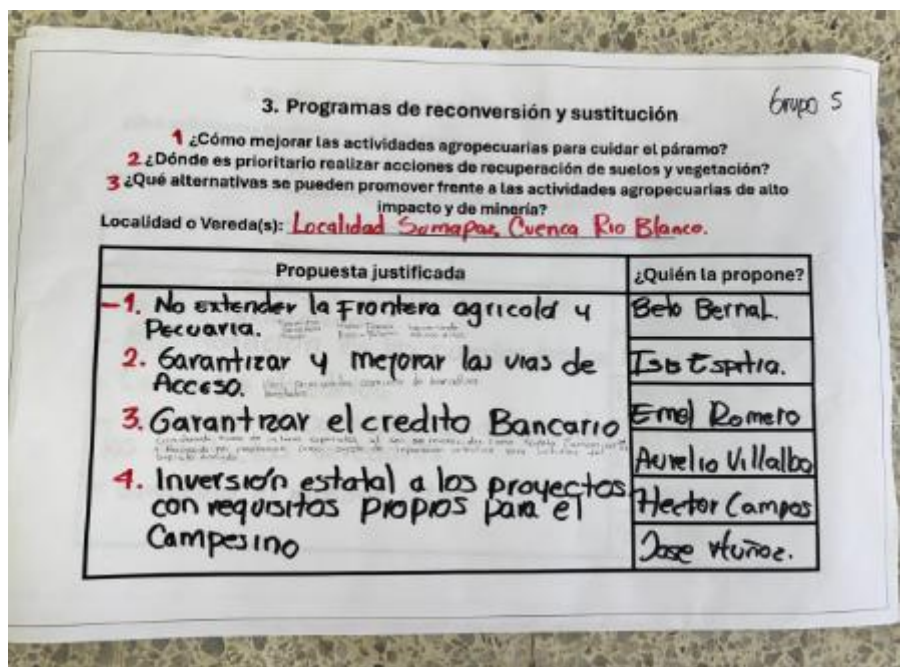 Grupo 5
3. Programas de reconversión y sustitución
1 ¿Cómo mejorar las actividades agropecuarias para cuidar el páramo?
2 ¿Dónde es prioritario realizar acciones de recuperación de suelos y vegetación?
3 ¿Qué alternativas se pueden promover frente a las actividades agropecuarias de alto
impacto y de minería?
Localidad o Vereda(s): Localidad Sumapaz, Cuenca Rio Blanco.
Propuesta justificada ¿Quién la propone?
-1. No extender la Frontera agricola y
Pecuaria.
Beto Bernal.
2. Garantizar y mejorar las vias de
Acceso.
Espitia.
3. Garantizar el credito Bancario
Emel Romero
Aurelio Villalba
4. Inversión estatal a los proyectos
con requisitos propios para el
Campesino
Hector Campos
Jose Muñoz.